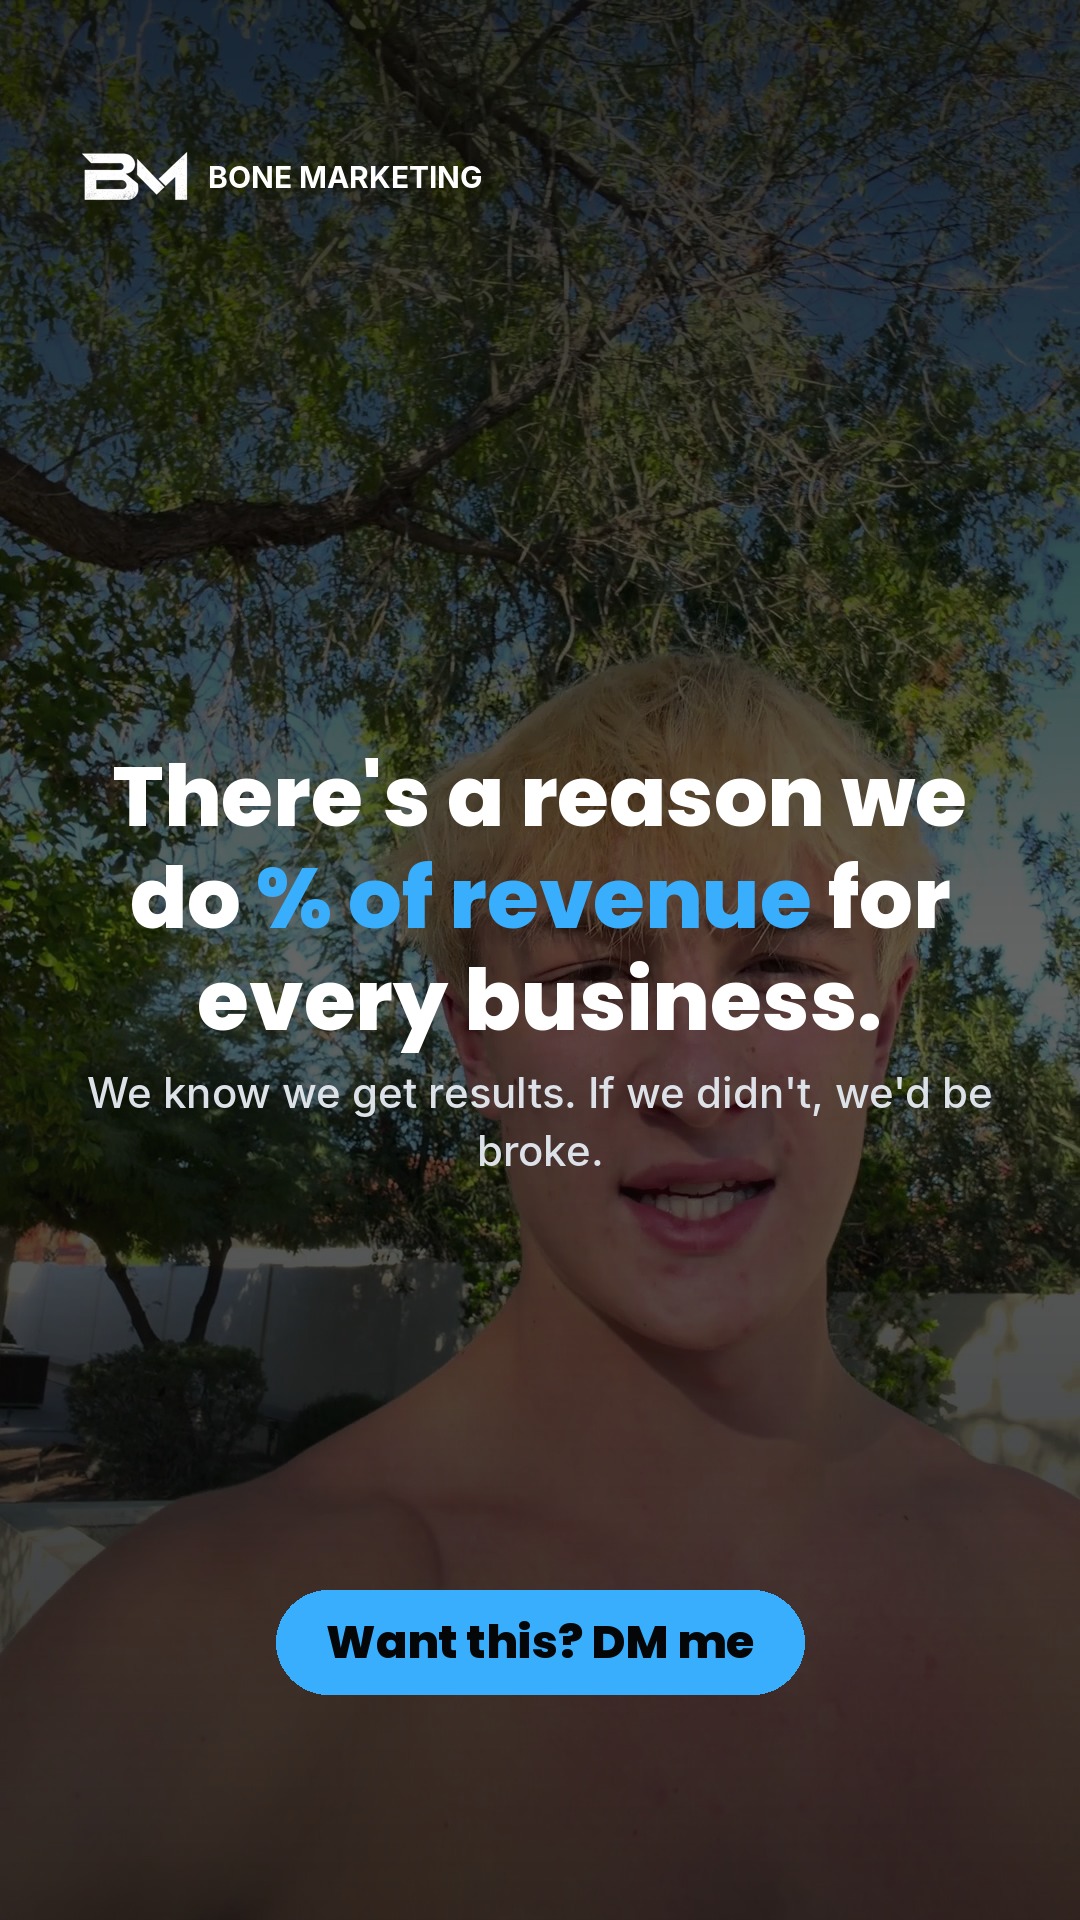 BM BONE MARKETING
There's a reason we
do % of revenue for
every business.
We know we get results. If we didn't, we'd be
broke.
Want this? DM me